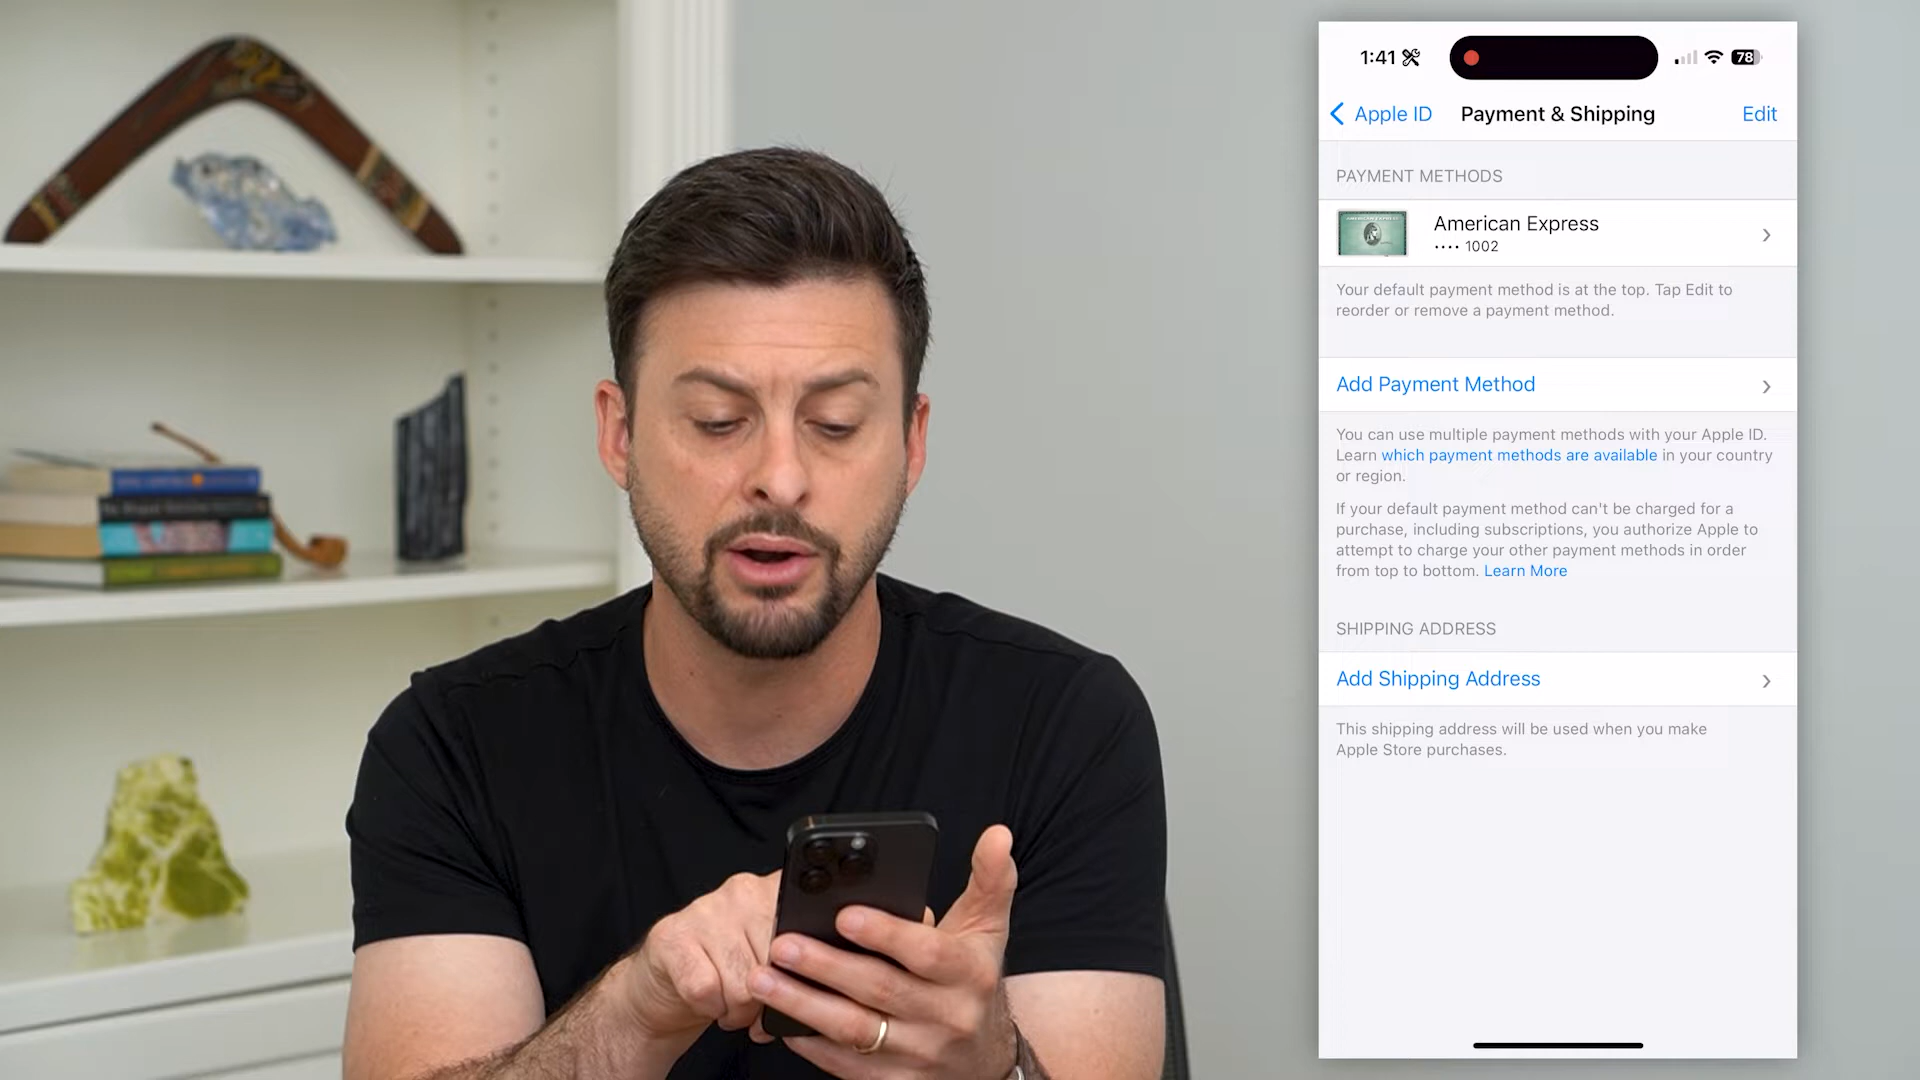 1:41
78
Apple ID
Payment & Shipping
Edit
PAYMENT METHODS
American Express
•••• 1002
Your default payment method is at the top. Tap Edit to
reorder or remove a payment method.
Add Payment Method
You can use multiple payment methods with your Apple ID.
Learn which payment methods are available in your country
or region.
If your default payment method can't be charged for a
purchase, including subscriptions, you authorize Apple to
attempt to charge your other payment methods in order
from top to bottom. Learn More
SHIPPING ADDRESS
Add Shipping Address
This shipping address will be used when you make
Apple Store purchases.